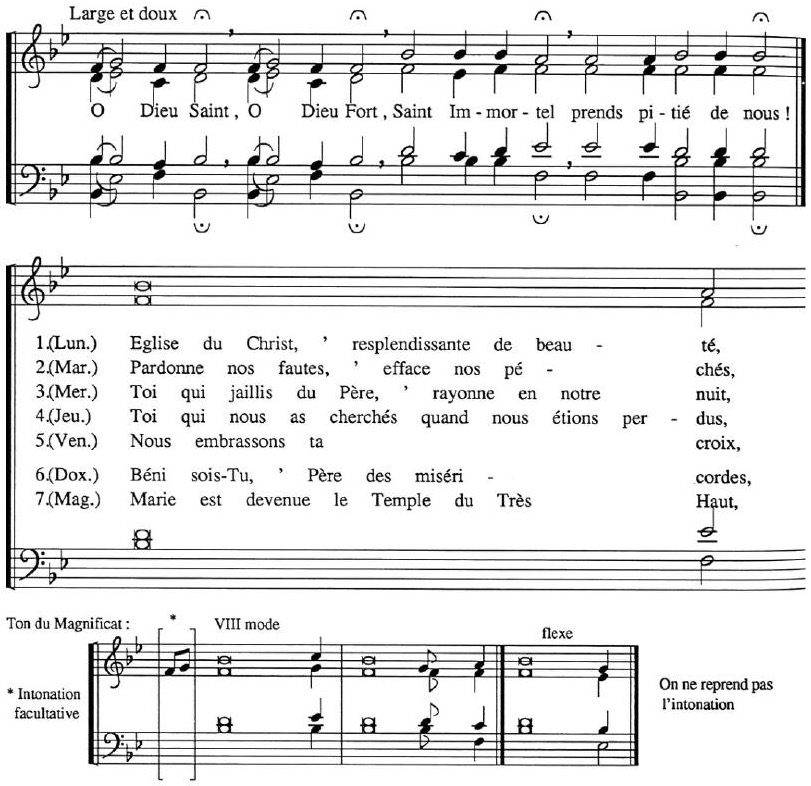 Large et doux
O Dieu Saint, O Dieu Fort, Saint Im-mor-tel prends pi-tié de nous !
1.(Lun.) Eglise du Christ, ’ resplendissante de beau - té,
2.(Mar.) Pardonne nos fautes, ’ efface nos pé - chés,
3.(Mer.) Toi qui jaillis du Père, ’ rayonne en notre nuit,
4.(Jeu.) Toi qui nous as cherchés quand nous étions per - dus,
5.(Ven.) Nous embrassons ta croix,
6.(Dox.) Béni sois-Tu, ’ Père des miséri - cordes,
7.(Mag.) Marie est devenue le Temple du Très Haut,
Ton du Magnificat : * VIII mode
flexe
* Intonation
facultative
On ne reprend pas
l’intonation